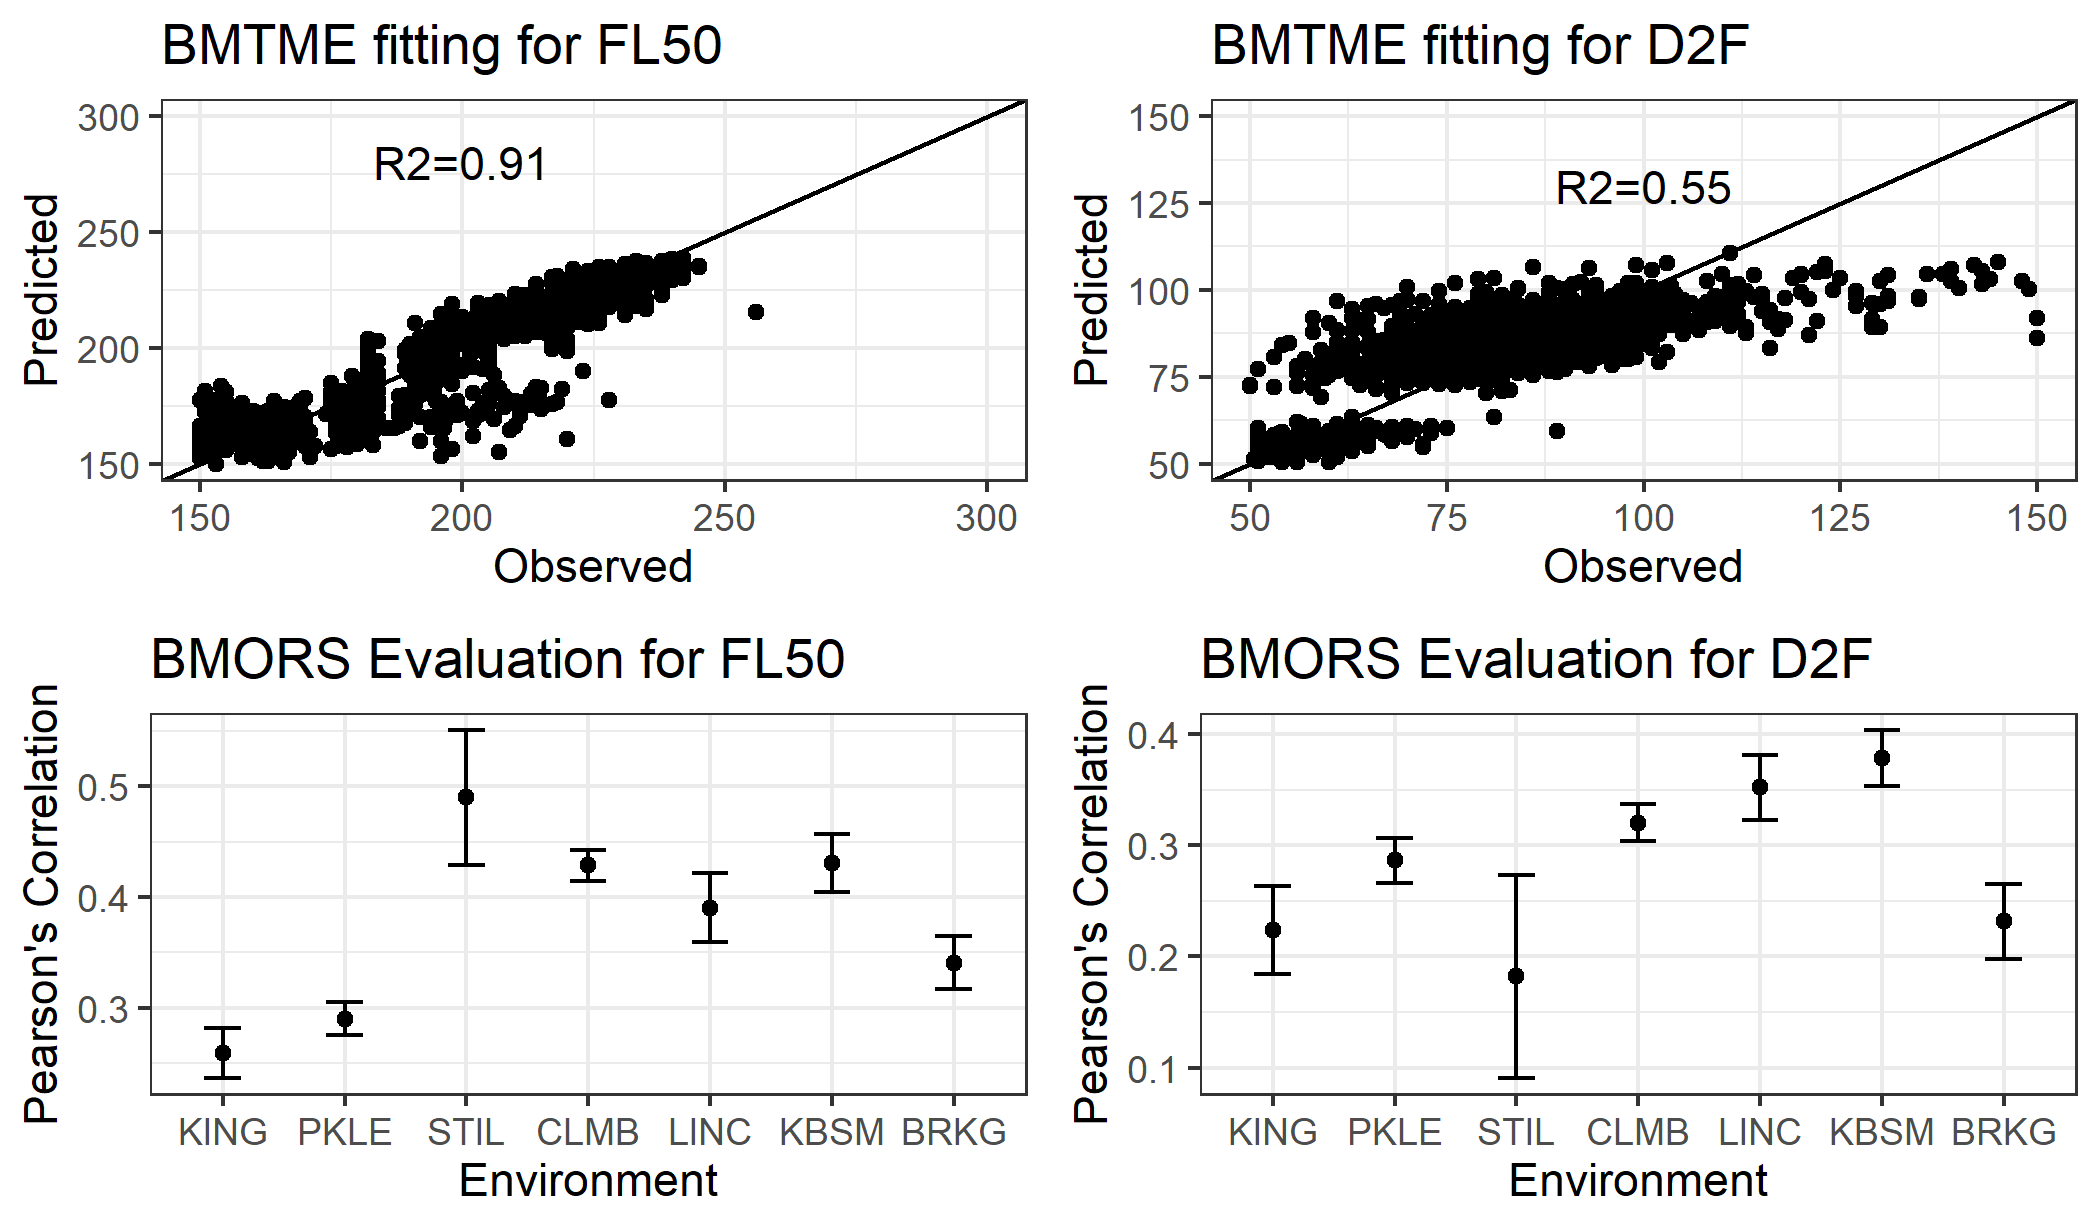 BMTME fitting for FL50
300
250
200
150
Predicted
R2=0.91
150 200 250 300
Observed
BMTME fitting for D2F
150
125
100
75
50
Predicted
R2=0.55
50 75 100 125 150
Observed
BMORS Evaluation for FL50
0.5
0.4
0.3
Pearson's Correlation
KING PKLE STIL CLMB LINC KBSM BRKG
Environment
BMORS Evaluation for D2F
0.4
0.3
0.2
0.1
Pearson's Correlation
KING PKLE STIL CLMB LINC KBSM BRKG
Environment